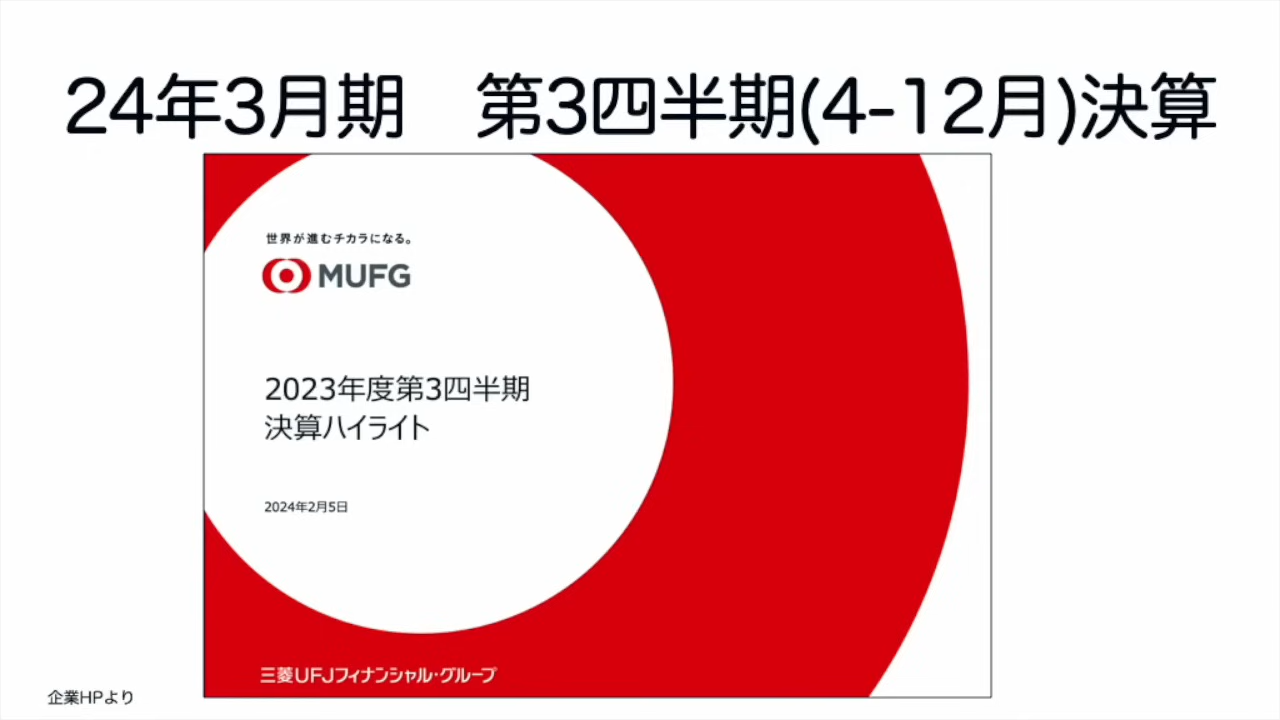 24年3月期　第3四半期(4-12月)決算
世界が進むチカラになる。
MUFG
2023年度第3四半期
決算ハイライト
2024年2月5日
三菱UFJフィナンシャル・グループ
企業HPより